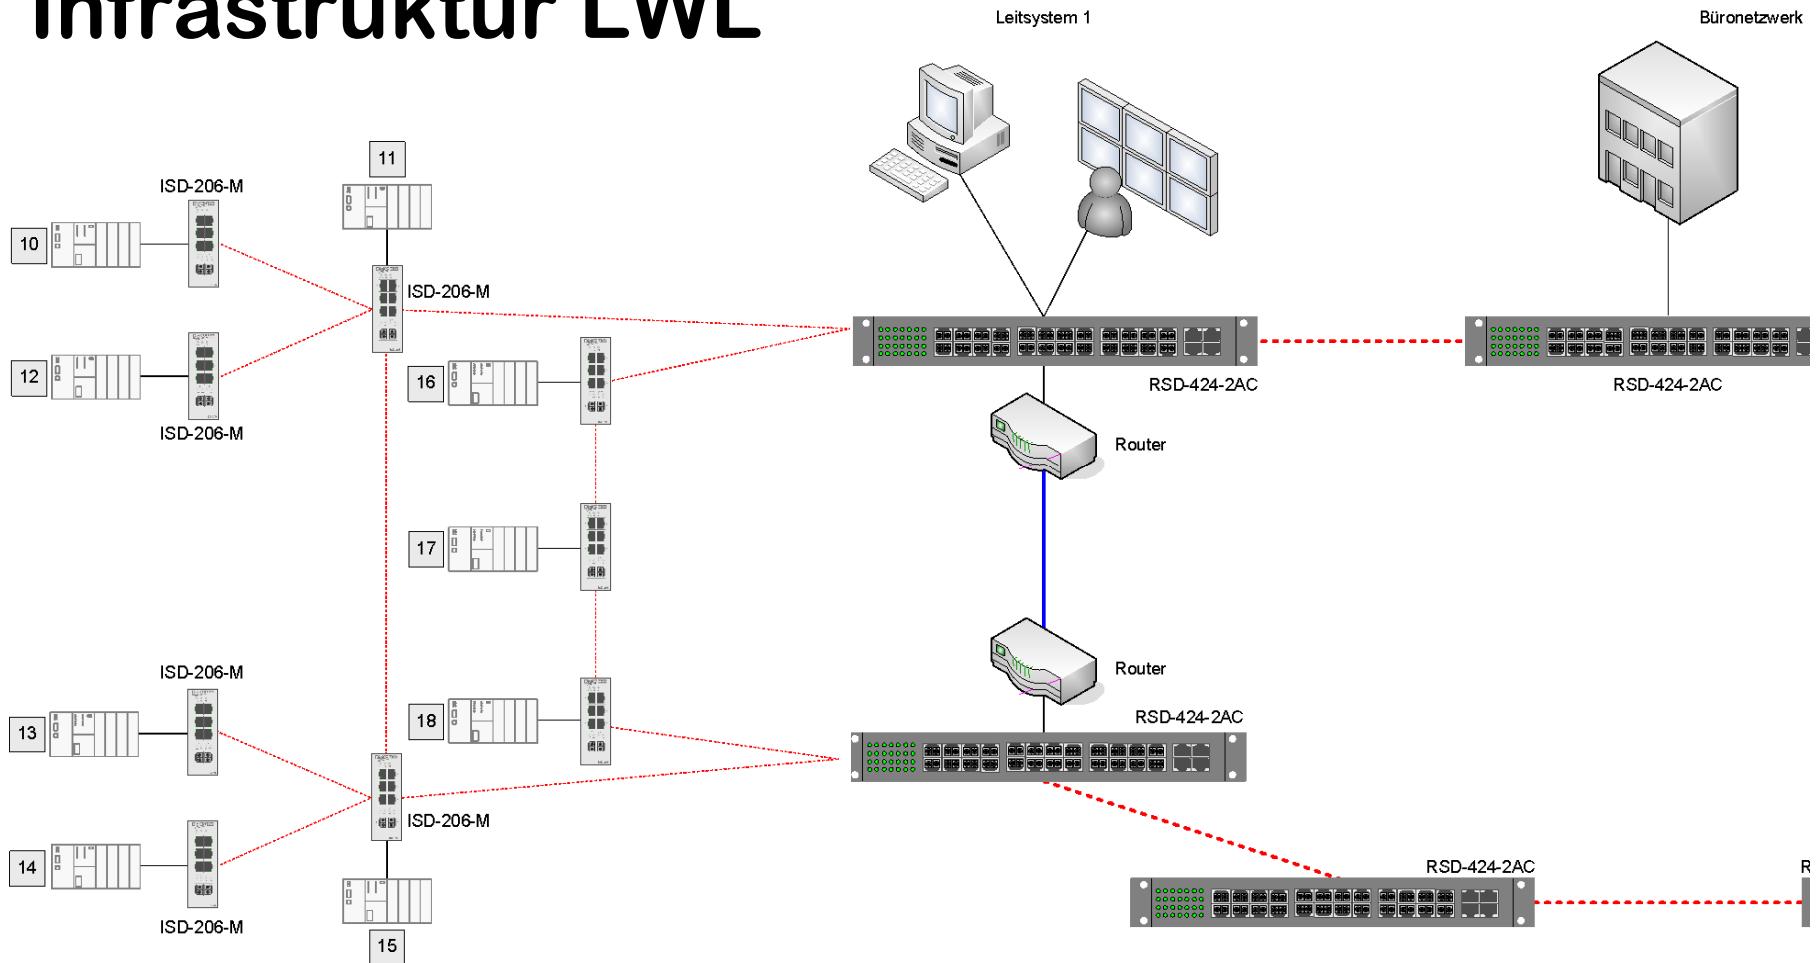 Infrastruktur LWL
Leitsystem 1
Büronetzwerk
11
ISD-206-M
10
ISD-206-M
12
16
ISD-206-M
RSD-424-2AC
RSD-424-2AC
Router
17
ISD-206-M
Router
13
18
RSD-424-2AC
ISD-206-M
14
RSD-424-2AC
R
ISD-206-M
15